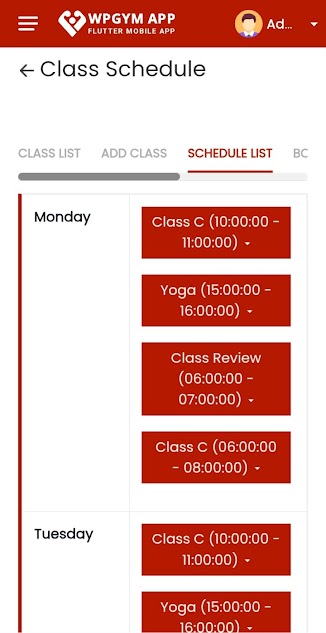 WPGYM APP
FLUTTER MOBILE APP
Ad...
Class Schedule
CLASS LIST ADD CLASS SCHEDULE LIST BO
Monday
Class C (10:00:00 -
11:00:00)
Yoga (15:00:00 -
16:00:00)
Class Review
(06:00:00 -
07:00:00)
Class C (06:00:00
- 08:00:00)
Tuesday
Class C (10:00:00 -
11:00:00)
Yoga (15:00:00 -
16:00:00)